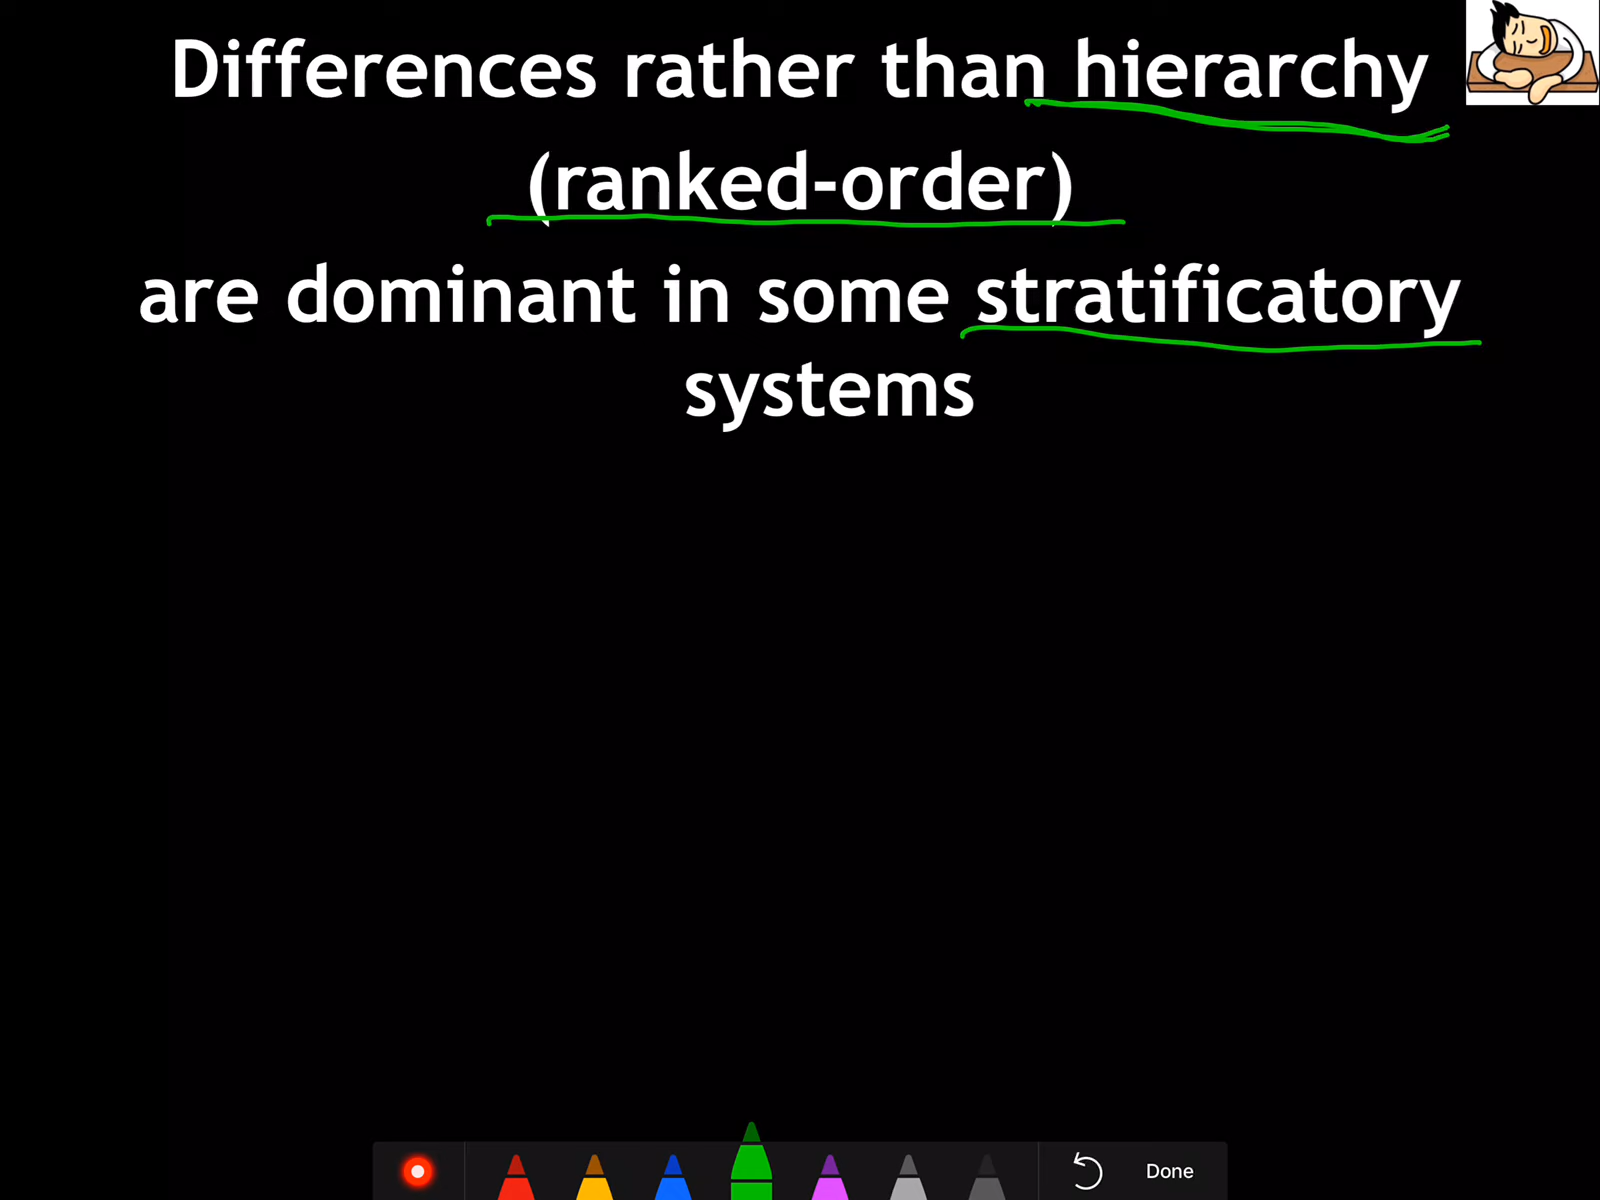 Differences rather than hierarchy
(ranked-order)
are dominant in some stratificatory
systems
Done